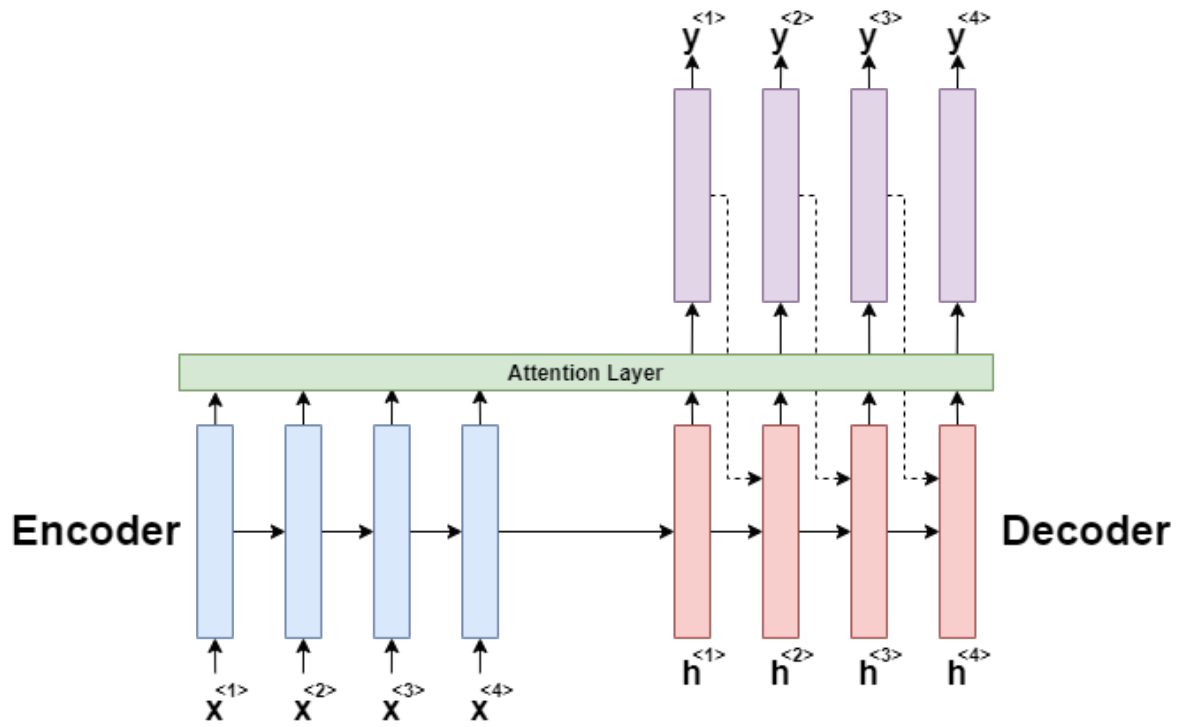 y<1> y<2> y<3> y<4>
Attention Layer
Encoder
Decoder
h<1> h<2> h<3> h<4>
x<1> x<2> x<3> x<4>